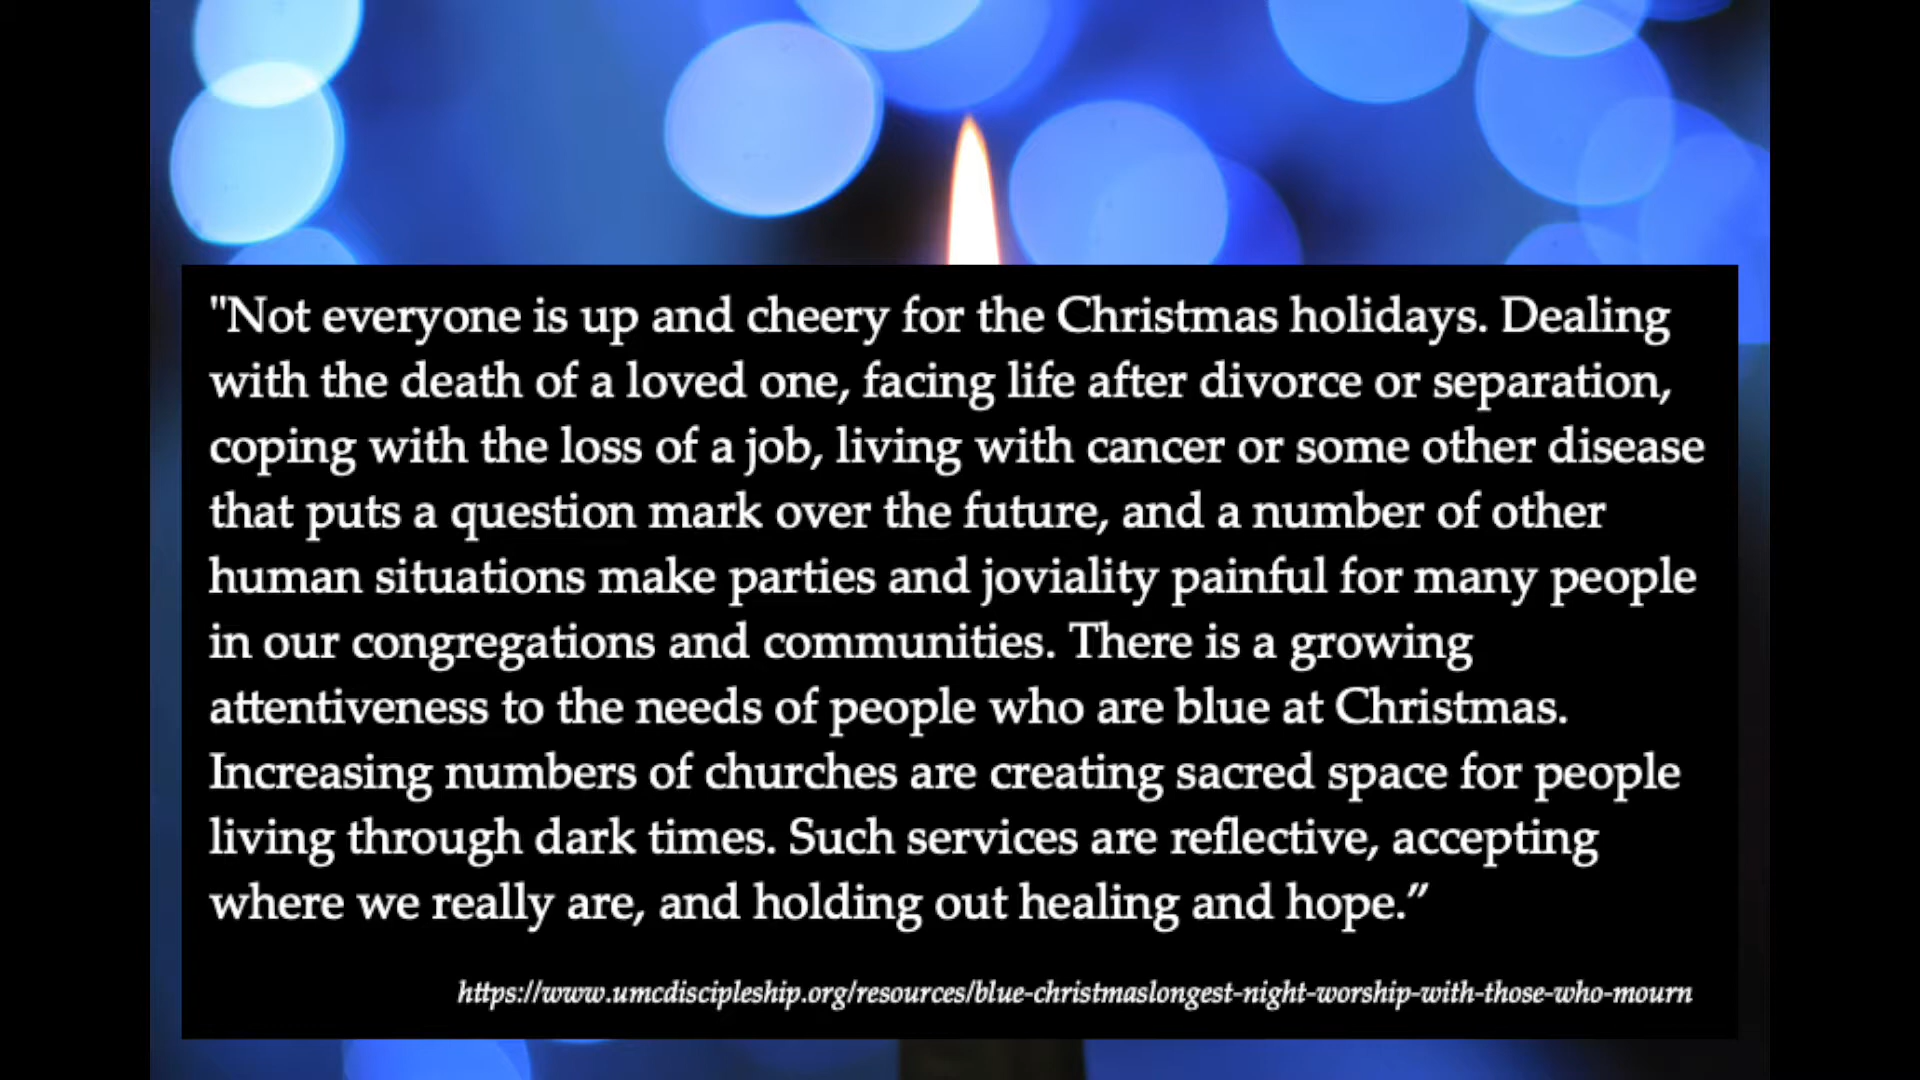 "Not everyone is up and cheery for the Christmas holidays. Dealing
with the death of a loved one, facing life after divorce or separation,
coping with the loss of a job, living with cancer or some other disease
that puts a question mark over the future, and a number of other
human situations make parties and joviality painful for many people
in our congregations and communities. There is a growing
attentiveness to the needs of people who are blue at Christmas.
Increasing numbers of churches are creating sacred space for people
living through dark times. Such services are reflective, accepting
where we really are, and holding out healing and hope.”
https://www.umcdiscipleship.org/resources/blue-christmaslongest-night-worship-with-those-who-mourn